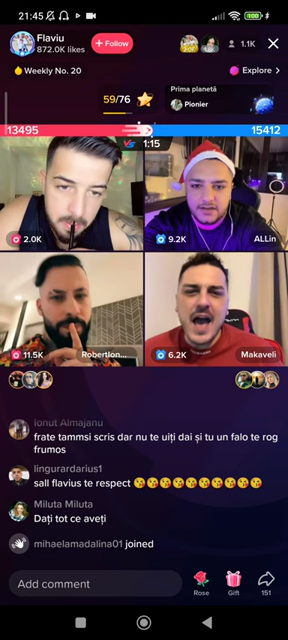 21:45
Flaviu
872.0K likes
+ Follow
1.1K
Weekly No. 20
Explore >
59/76
Prima planetă
Pionier
13495
VS
15412
1:15
2.0K
9.2K
ALLin
11.5K
RobertIon...
6.2K
Makaveli
Ionut Almajanu
frate tammsi scris dar nu te uiți dai și tu un falo te rog
frumos
lingurardarius1
sall flavius te respect 😘😘😘😘😘😘😘😘😘😘
Miluta Miluta
Dați tot ce aveți
mihaelamadalina01 joined
Add comment
Rose
Gift
151